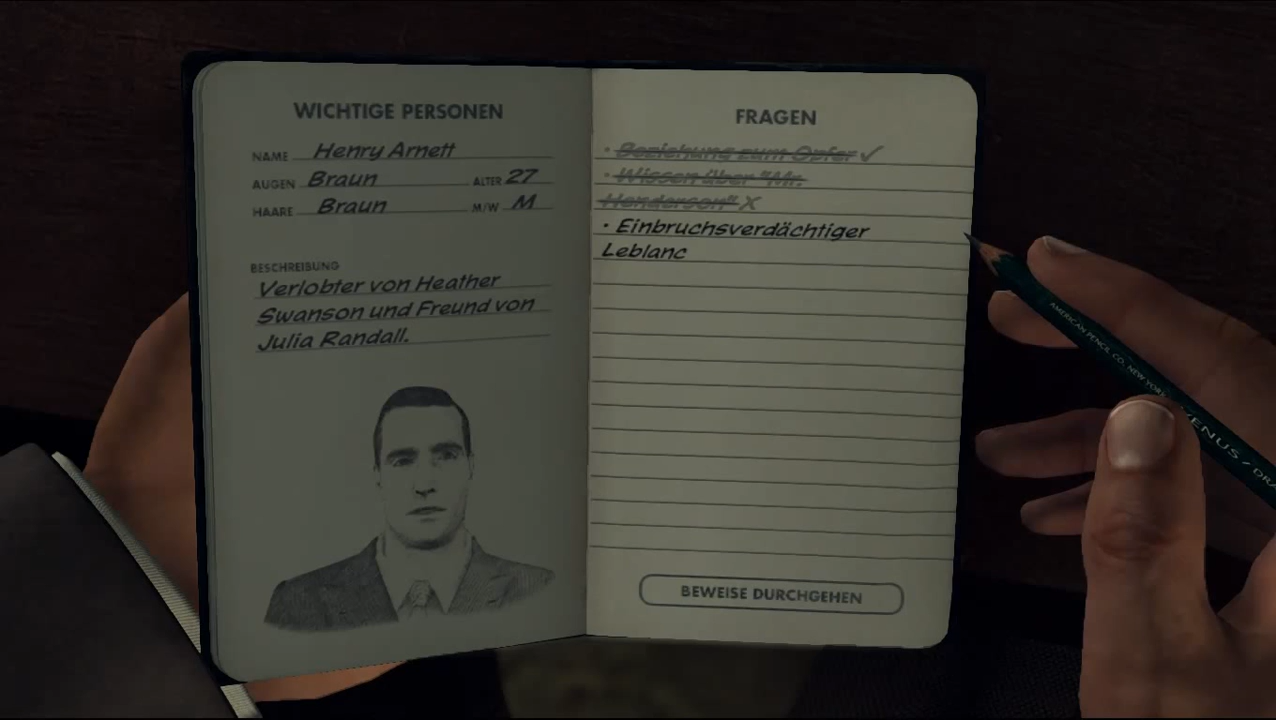 WICHTIGE PERSONEN
NAME Henry Arnett
AUGEN Braun ALTER 27
HAARE Braun M/W M
BESCHREIBUNG
Verlobter von Heather
Swanson und Freund von
Julia Randall.
FRAGEN
• Beziehung zum Opfer ✓
• Wissen über "Mr.
Henderson" X
• Einbruchsverdächtiger
Leblanc
BEWEISE DURCHGEHEN
AMERICAN PENCIL CO. NEW YORK
VENUS / DRA